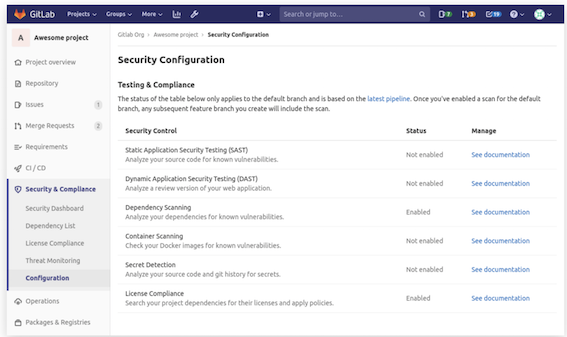 GitLab Projects Groups More Search or jump to... 7 3 19
A Awesome project
Project overview
Repository
Issues 1
Merge Requests 2
Requirements
CI / CD
Security & Compliance
Security Dashboard
Dependency List
License Compliance
Threat Monitoring
Configuration
Operations
Packages & Registries
GitLab Org > Awesome project > Security Configuration
Security Configuration
Testing & Compliance
The status of the table below only applies to the default branch and is based on the latest pipeline. Once you've enabled a scan for the default
branch, any subsequent feature branch you create will include the scan.
Security Control Status Manage
Static Application Security Testing (SAST)
Analyze your source code for known vulnerabilities. Not enabled See documentation
Dynamic Application Security Testing (DAST)
Analyze a review version of your web application. Not enabled See documentation
Dependency Scanning
Analyze your dependencies for known vulnerabilities. Enabled See documentation
Container Scanning
Check your Docker images for known vulnerabilities. Not enabled See documentation
Secret Detection
Analyze your source code and git history for secrets. Not enabled See documentation
License Compliance
Search your project dependencies for their licenses and apply policies. Enabled See documentation